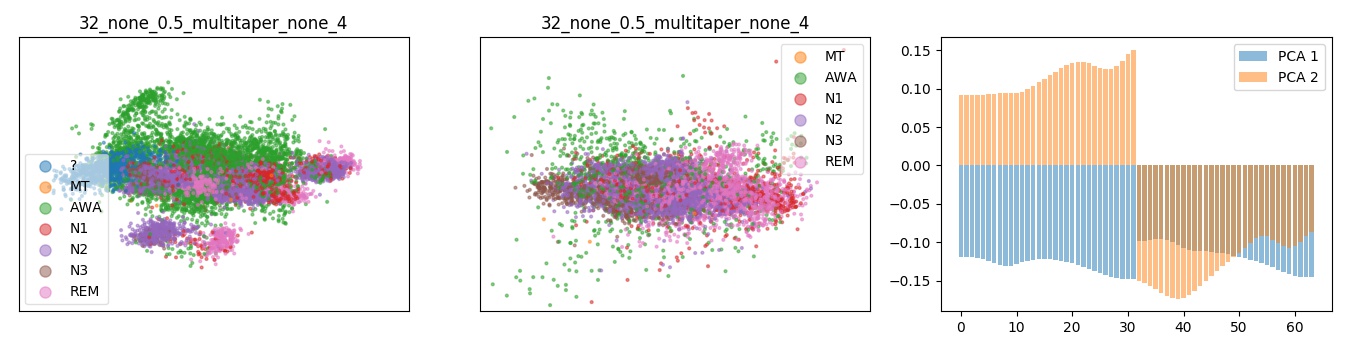 32_none_0.5_multitaper_none_4
?
MT
AWA
N1
N2
N3
REM
32_none_0.5_multitaper_none_4
MT
AWA
N1
N2
N3
REM
PCA 1
PCA 2
0.15
0.10
0.05
0.00
−0.05
−0.10
−0.15
0 10 20 30 40 50 60